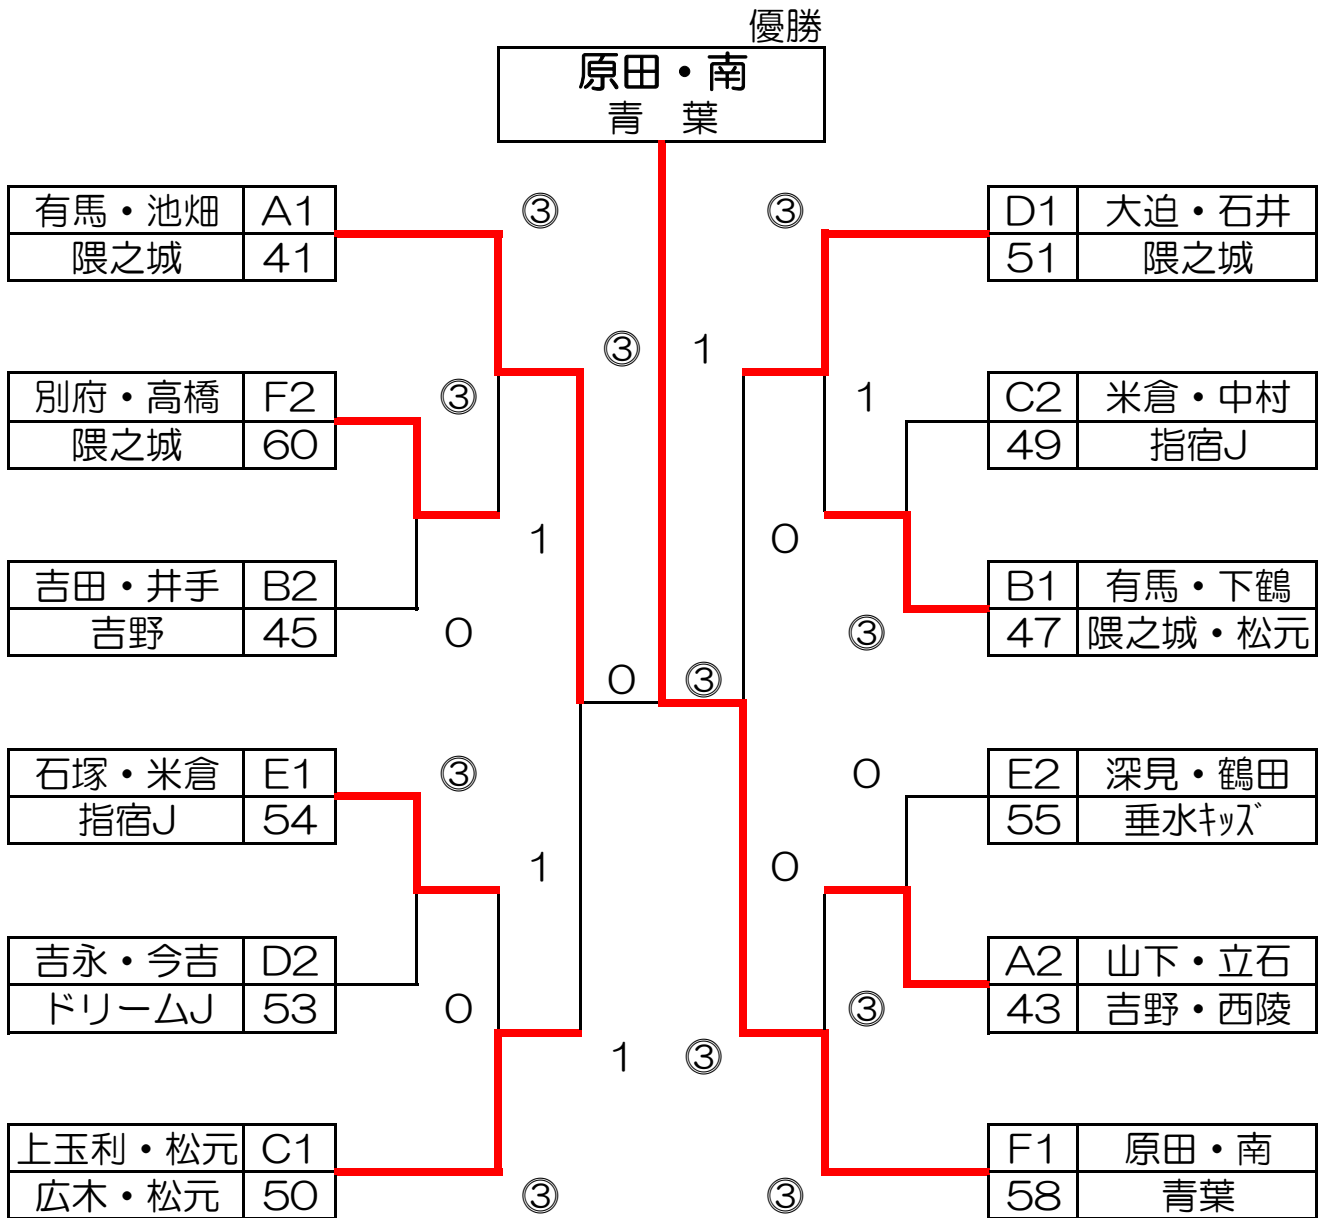 優勝
原田・南
青 葉
有馬・池畑 A1 ③ ③ D1 大迫・石井
隈之城 41 51 隈之城
③ 1
別府・高橋 F2 ③ 1 C2 米倉・中村
隈之城 60 49 指宿J
1 0
吉田・井手 B2 B1 有馬・下鶴
吉野 45 0 ③ 47 隈之城・松元
0 ③
石塚・米倉 E1 ③ 0 E2 深見・鶴田
指宿J 54 55 垂水キッズ
1 0
吉永・今吉 D2 A2 山下・立石
ドリームJ 53 0 ③ 43 吉野・西陵
1 ③
上玉利・松元 C1 F1 原田・南
広木・松元 50 ③ ③ 58 青葉